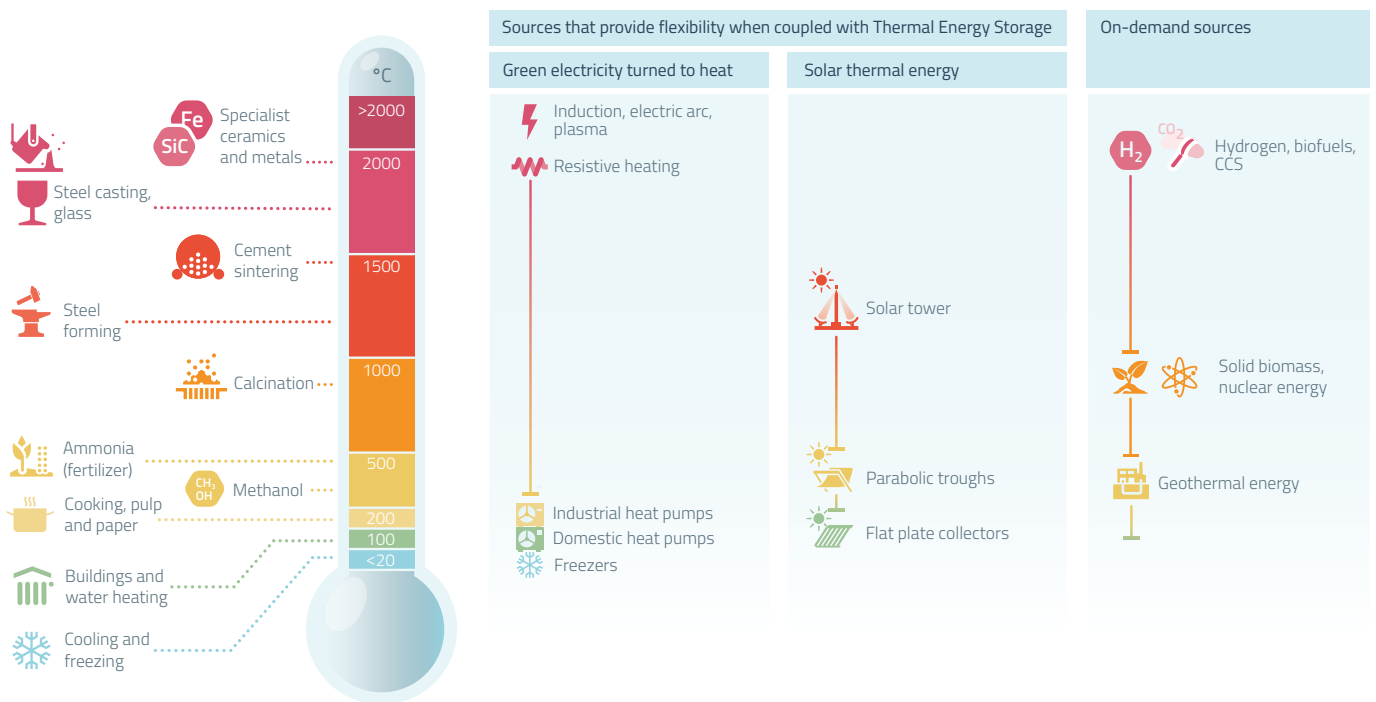 Sources that provide flexibility when coupled with Thermal Energy Storage
On-demand sources
Green electricity turned to heat
Solar thermal energy
°C
>2000
2000
1500
1000
500
200
100
<20
Fe
SiC
Specialist
ceramics
and metals
Steel casting,
glass
Cement
sintering
Steel
forming
Calcination
Ammonia
(fertilizer)
CH3
OH
Methanol
Cooking, pulp
and paper
Buildings and
water heating
Cooling and
freezing
Induction, electric arc,
plasma
Resistive heating
Industrial heat pumps
Domestic heat pumps
Freezers
Solar tower
Parabolic troughs
Flat plate collectors
H2
CO2
Hydrogen, biofuels,
CCS
Solid biomass,
nuclear energy
Geothermal energy